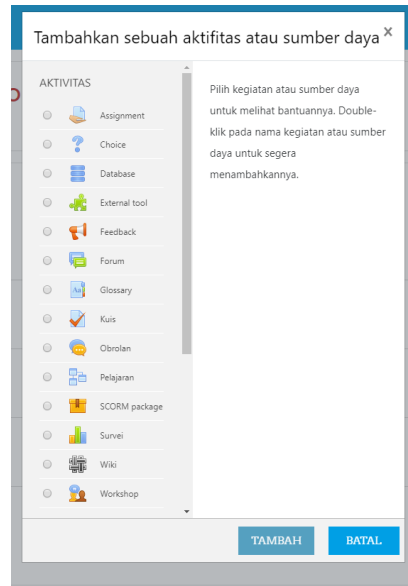 Tambahkan sebuah aktifitas atau sumber daya x
AKTIVITAS
Assignment
Choice
Database
External tool
Feedback
Forum
Glossary
Kuis
Obrolan
Pelajaran
SCORM package
Survei
Wiki
Workshop
Pilih kegiatan atau sumber daya
untuk melihat bantuannya. Double-
klik pada nama kegiatan atau sumber
daya untuk segera
menambahkannya.
TAMBAH
BATAL